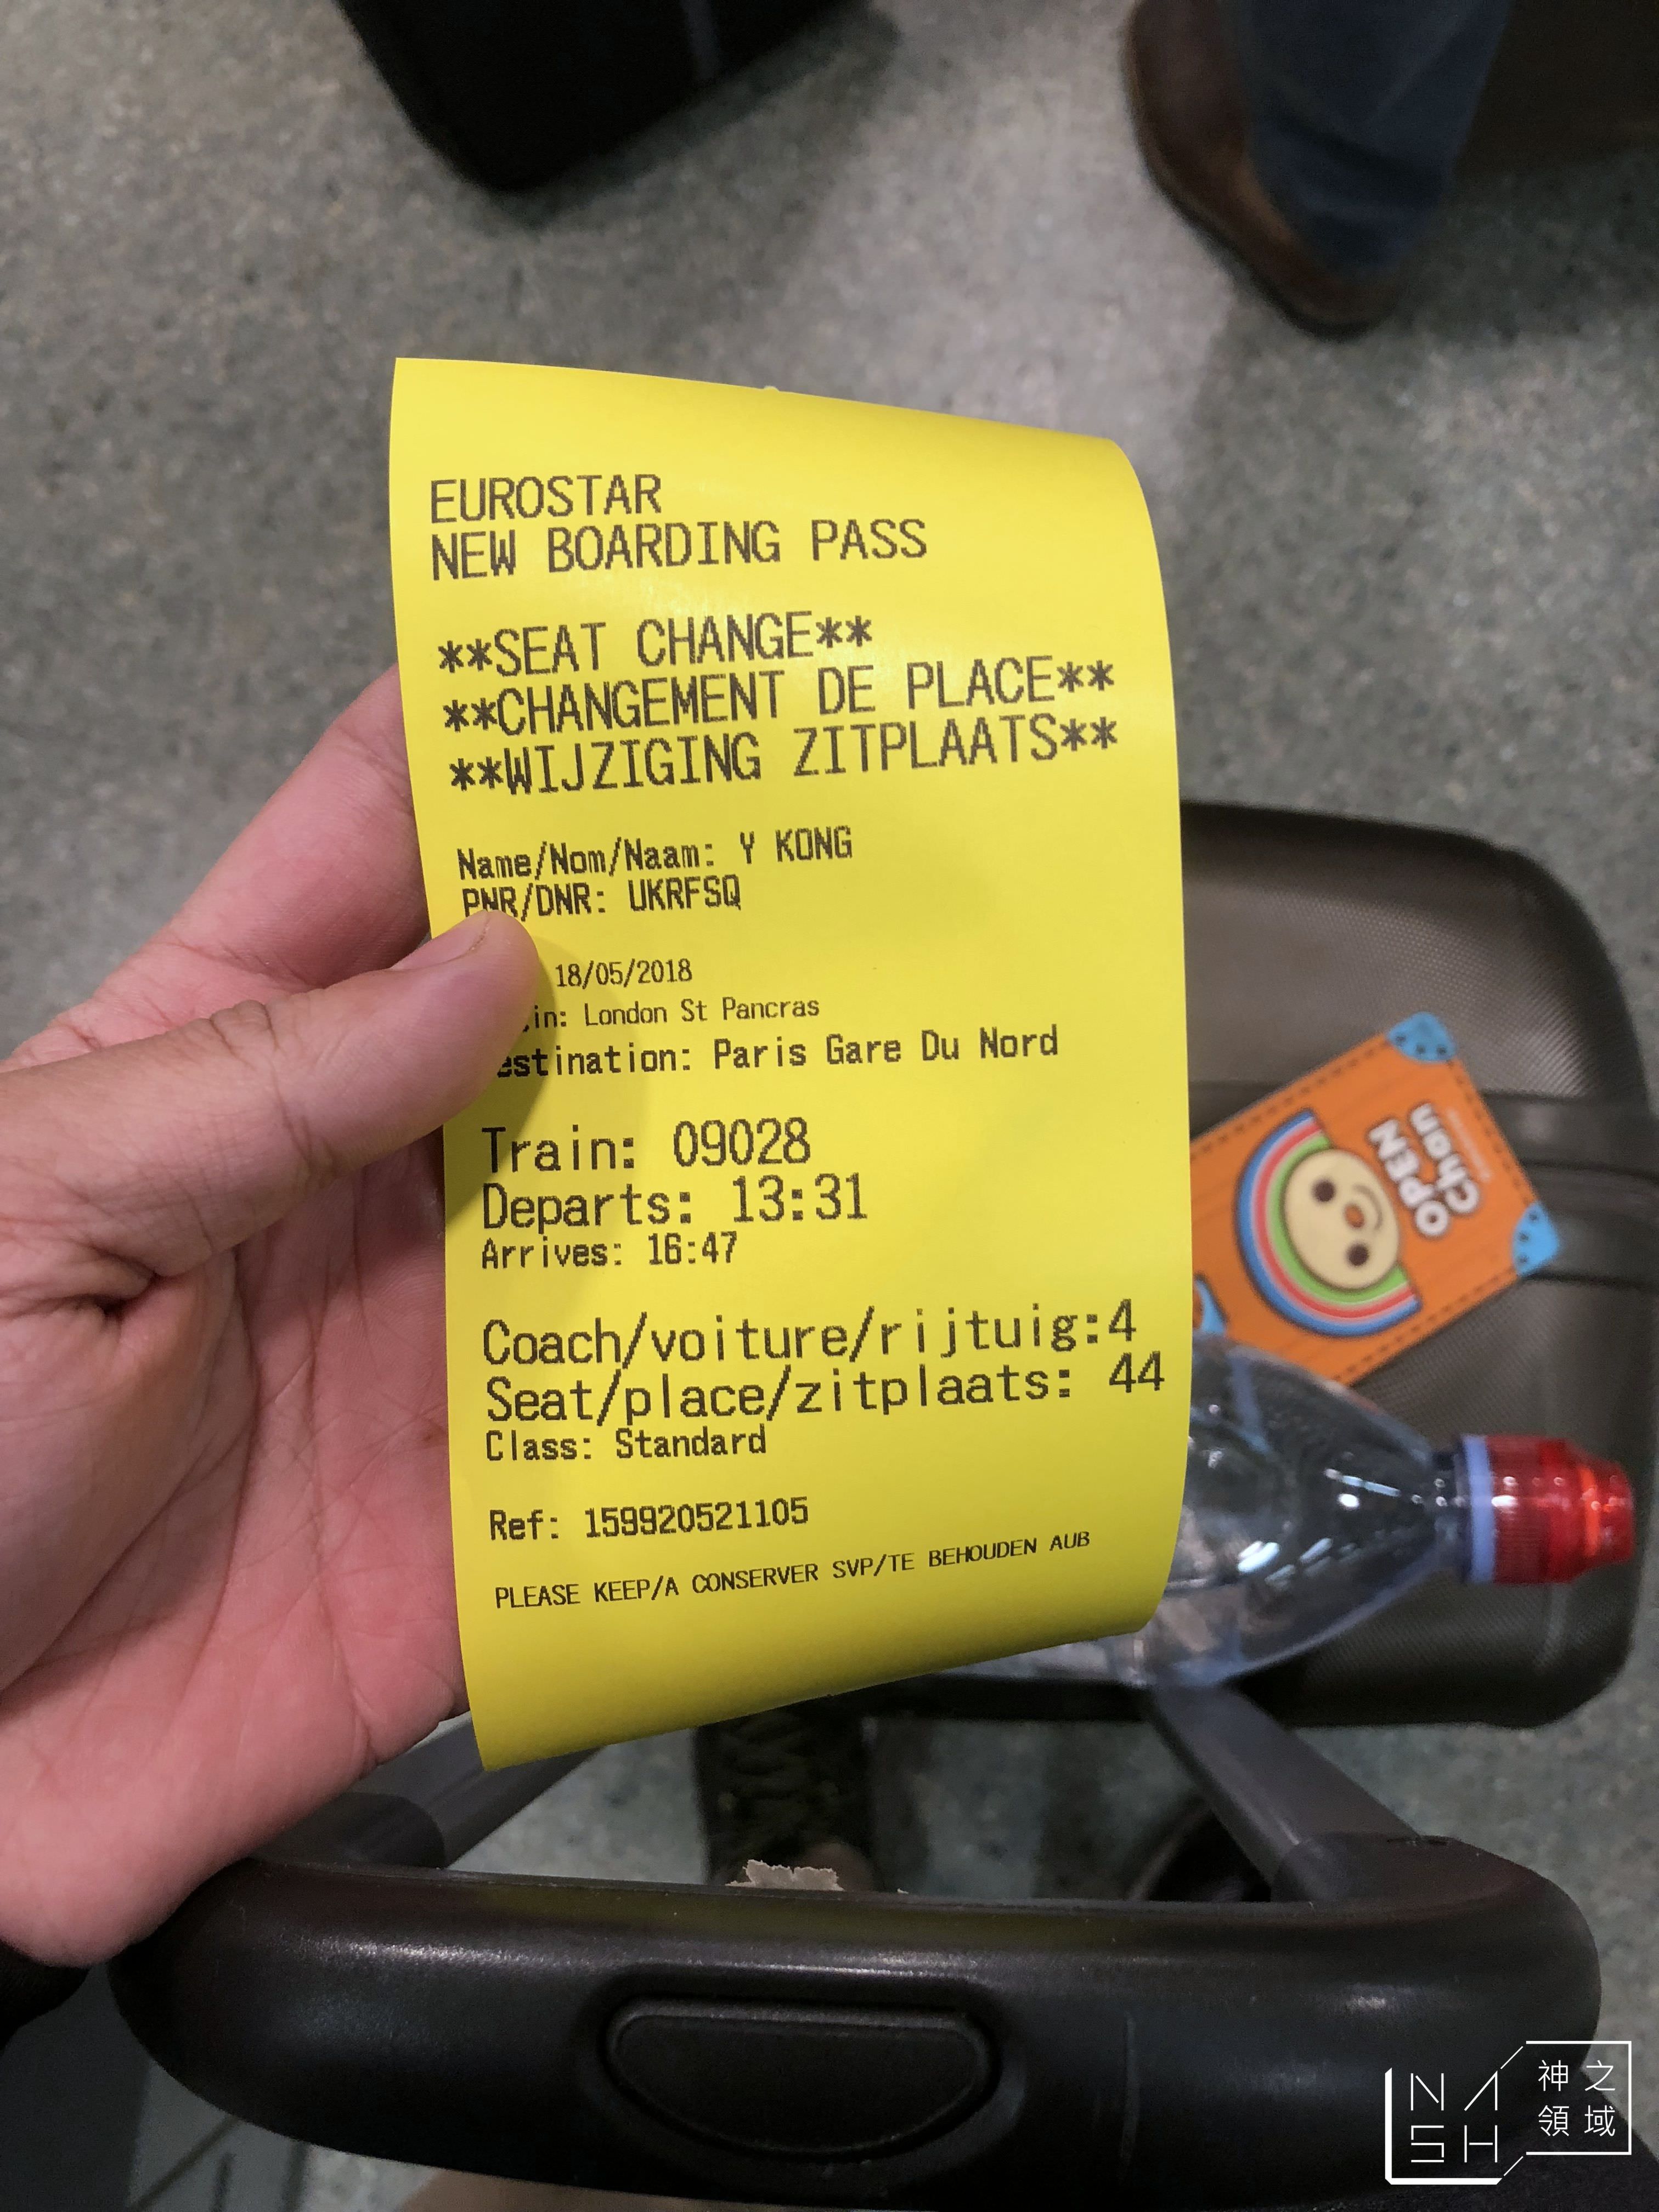 EUROSTAR
NEW BOARDING PASS
**SEAT CHANGE**
**CHANGEMENT DE PLACE**
**WIJZIGING ZITPLAATS**
Name/Nom/Naam: Y KONG
PNR/DNR: UKRFSQ
18/05/2018
in: London St Pancras
estination: Paris Gare Du Nord
Train: 09028
Departs: 13:31
Arrives: 16:47
Coach/voiture/rijtuig:4
Seat/place/zitplaats: 44
Class: Standard
Ref: 159920521105
PLEASE KEEP/A CONSERVER SVP/TE BEHOUDEN AUB
OPEN
Chan
NASH
神之
領域